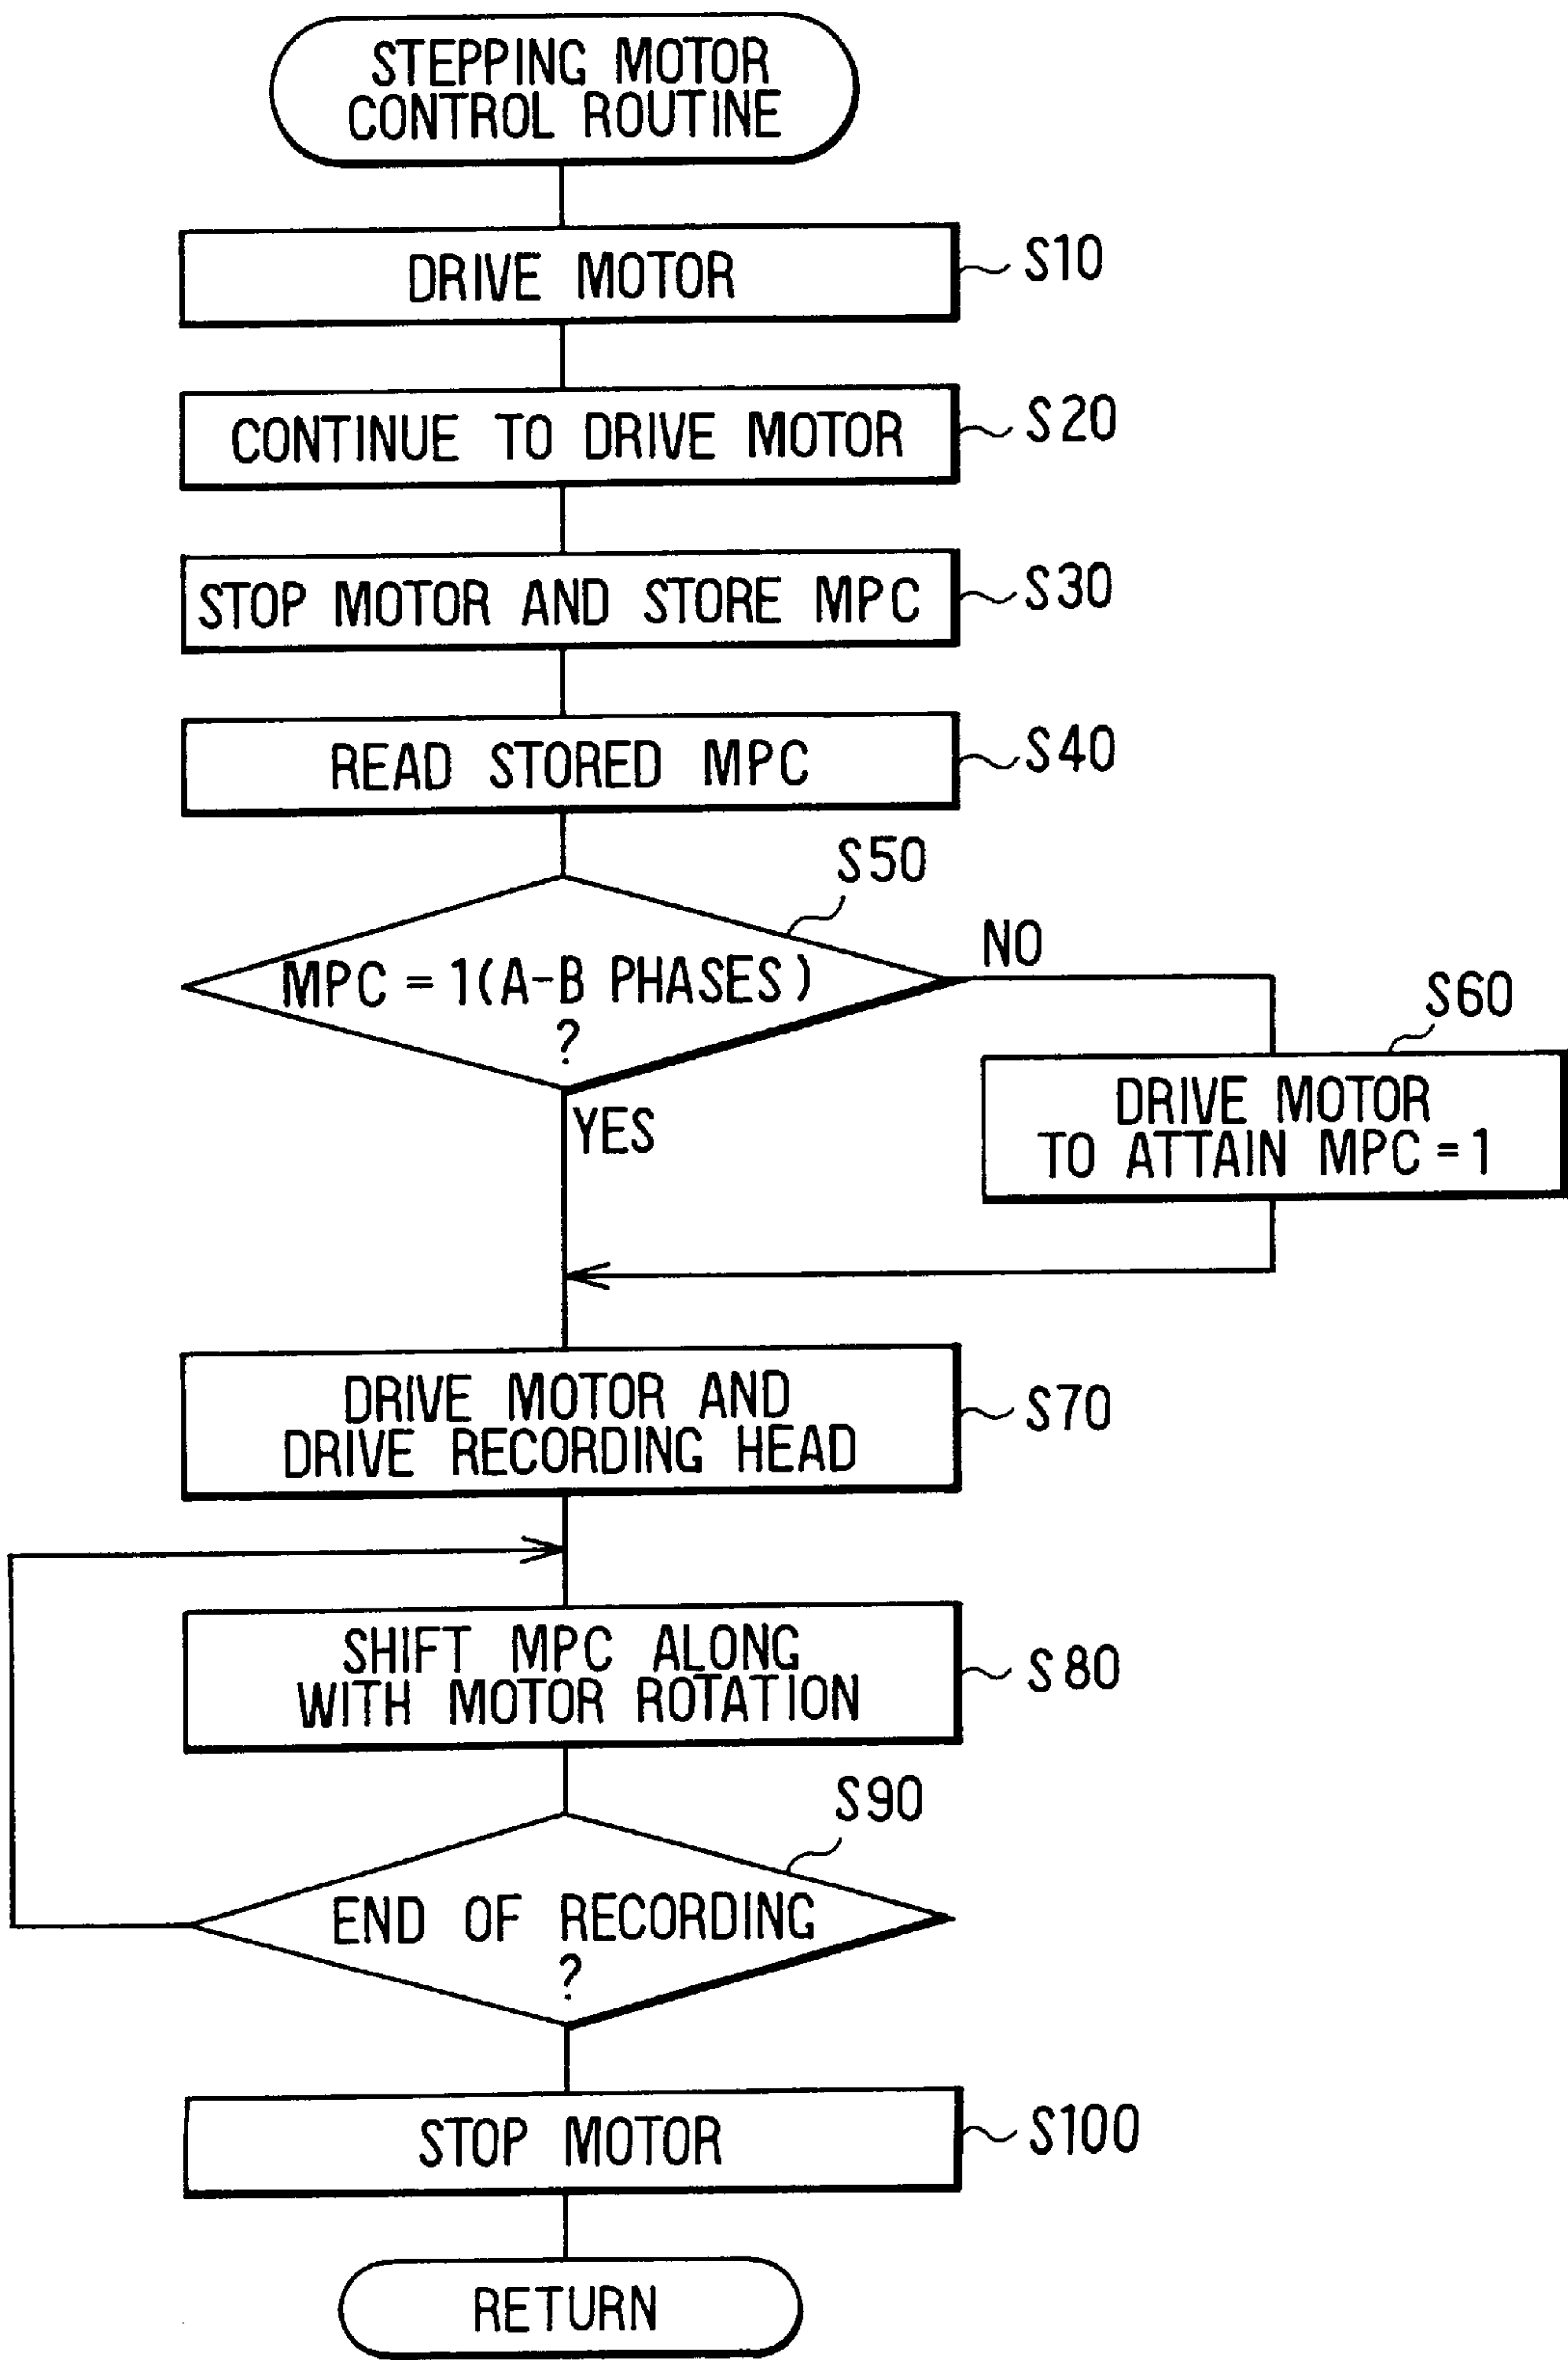 STEPPING MOTOR
CONTROL ROUTINE
DRIVE MOTOR
S10
CONTINUE TO DRIVE MOTOR
S20
STOP MOTOR AND STORE MPC
S30
READ STORED MPC
S40
S50
MPC = 1(A-B PHASES)
?
NO
YES
S60
DRIVE MOTOR
TO ATTAIN MPC = 1
DRIVE MOTOR AND
DRIVE RECORDING HEAD
S70
SHIFT MPC ALONG
WITH MOTOR ROTATION
S80
S90
END OF RECORDING
?
STOP MOTOR
S100
RETURN